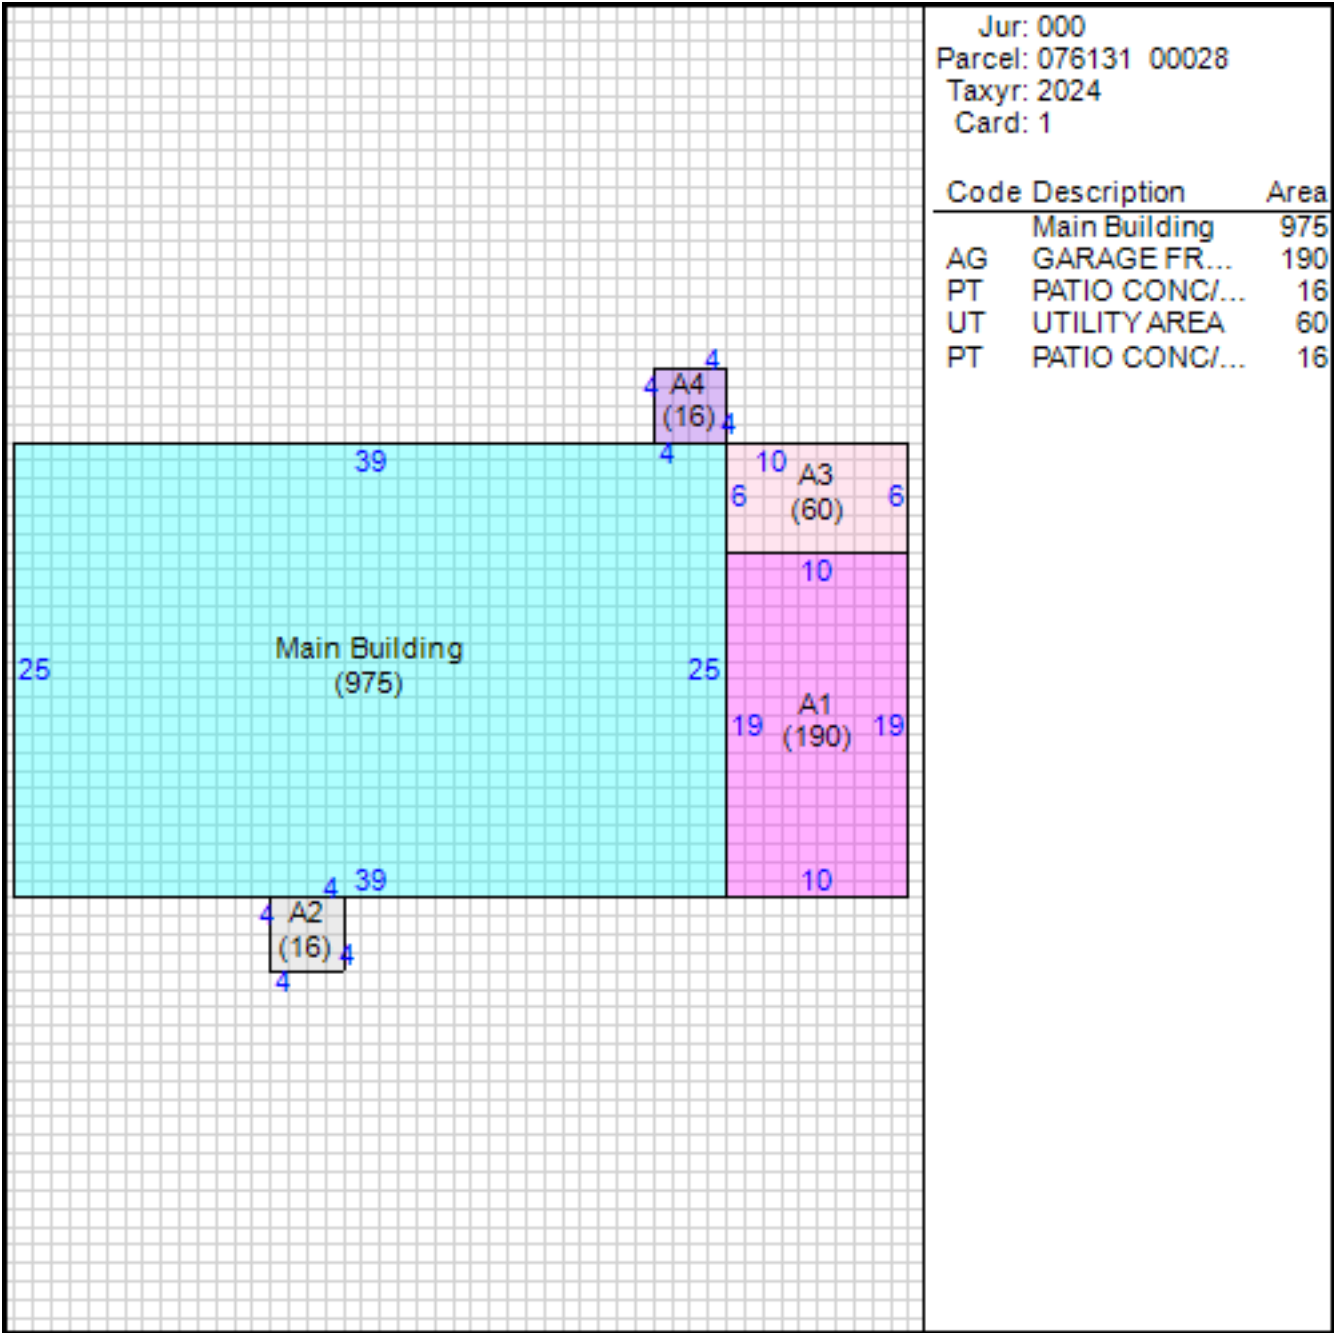 Jur: 000
Parcel: 076131 00028
Taxyr: 2024
Card: 1
Code Description Area
Main Building 975
AG GARAGE FR... 190
PT PATIO CONC/... 16
UT UTILITY AREA 60
PT PATIO CONC/... 16
4
4 A4
(16) 4
4
39
10
A3
6 6
(60)
10
Main Building
(975)
25 25
A1
19 19
(190)
4 39 10
4 A2
(16) 4
4